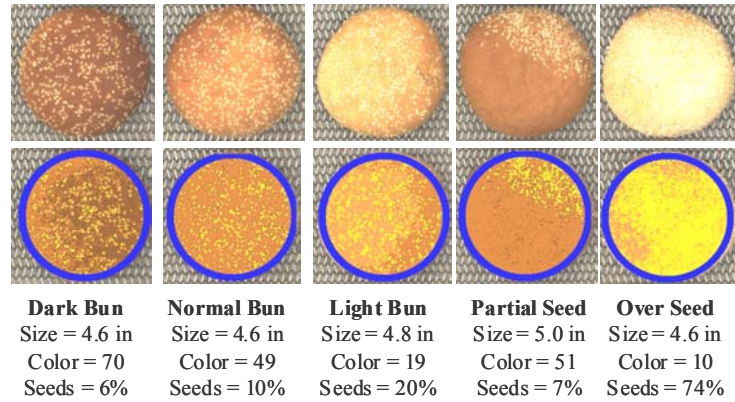 Dark Bun
Size = 4.6 in
Color = 70
Seeds = 6%
Normal Bun
Size = 4.6 in
Color = 49
Seeds = 10%
Light Bun
Size = 4.8 in
Color = 19
Seeds = 20%
Partial Seed
Size = 5.0 in
Color = 51
Seeds = 7%
Over Seed
Size = 4.6 in
Color = 10
Seeds = 74%